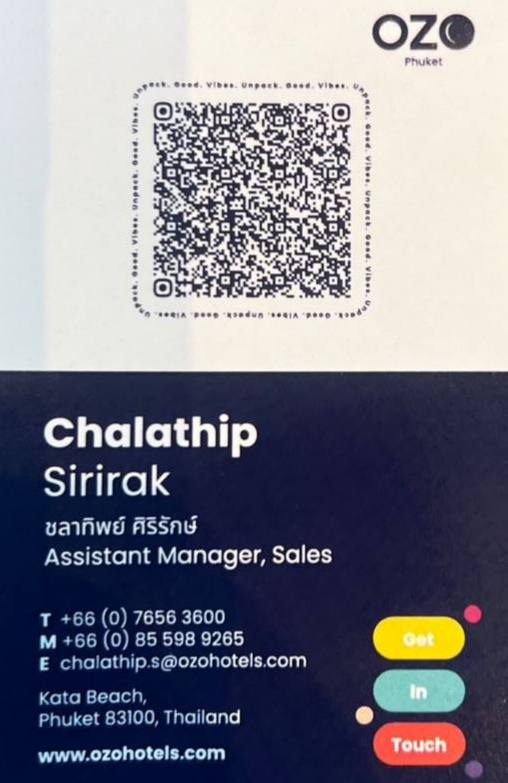 OZO
Phuket
Unpack. Good. Vibes. Unpack. Good. Vibes. Unpack. Good. Vibes. Unpack. Good. Vibes. Unpack. Good. Vibes. Unpack. Good. Vibes. Unpack. Good. Vibes.
Chalathip
Sirirak
ชลาทิพย์ ศิริรักษ์
Assistant Manager, Sales
T +66 (0) 7656 3600
M +66 (0) 85 598 9265
E chalathip.s@ozohotels.com
Kata Beach,
Phuket 83100, Thailand
www.ozohotels.com
Get
In
Touch